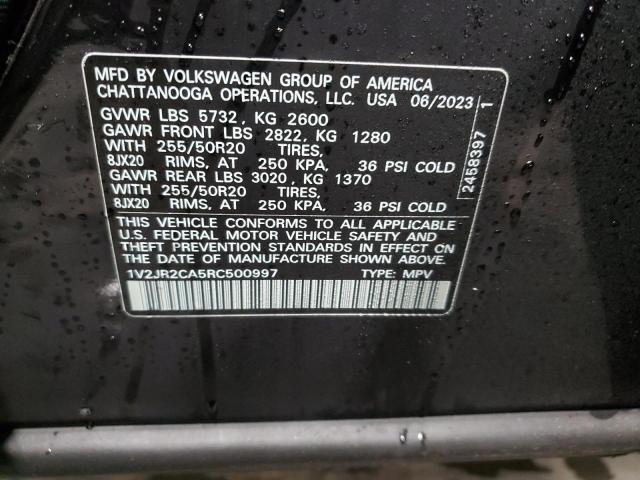 MFD BY VOLKSWAGEN GROUP OF AMERICA
CHATTANOOGA OPERATIONS, LLC. USA 06/2023
GVWR LBS 5732, KG 2600
GAWR FRONT LBS 2822, KG 1280
WITH 255/50R20 TIRES,
8JX20 RIMS, AT 250 KPA, 36 PSI COLD
GAWR REAR LBS 3020, KG 1370
WITH 255/50R20 TIRES,
8JX20 RIMS, AT 250 KPA, 36 PSI COLD
THIS VEHICLE CONFORMS TO ALL APPLICABLE
U.S. FEDERAL MOTOR VEHICLE SAFETY AND
THEFT PREVENTION STANDARDS IN EFFECT ON
THE DATE OF MANUFACTURE SHOWN ABOVE.
1V2JR2CA5RC500997 TYPE: MPV
2458397 1